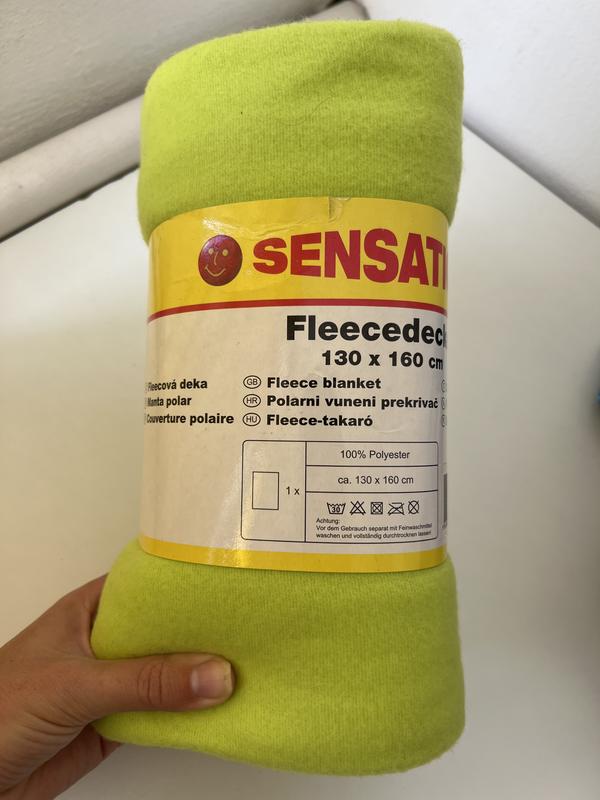 SENSATI
Fleecedec
130 x 160 cm
Fleecová deka
Manta polar
Couverture polaire
GB Fleece blanket
HR Polarni vuneni prekrivač
HU Fleece-takaró
1 x
100% Polyester
ca. 130 x 160 cm
30
Achtung:
Vor dem Gebrauch separat mit Feinwaschmittel
waschen und vollständig durchtrocknen lassen!